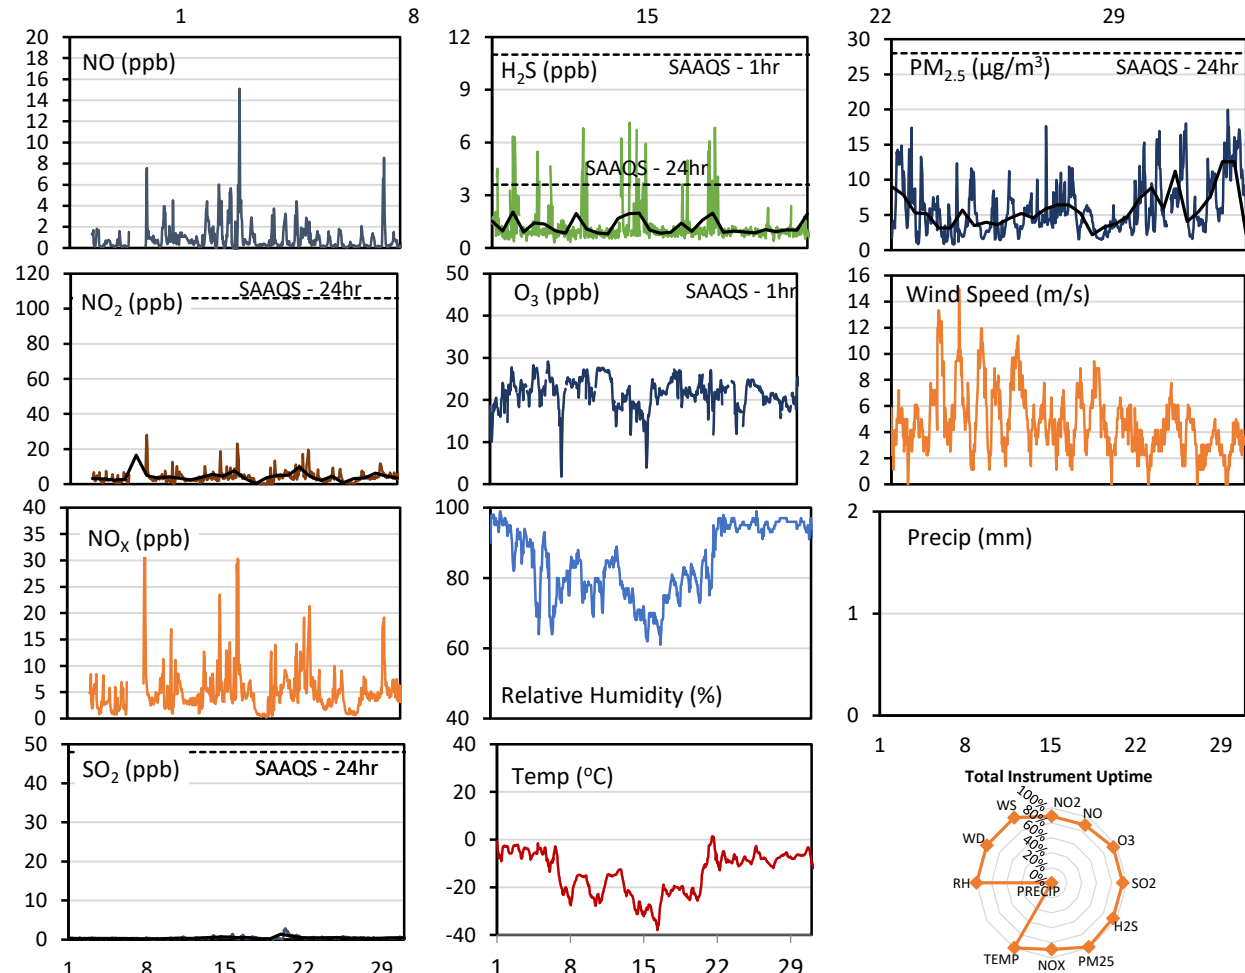 1 8 15 22 29
NO (ppb)
20
18
16
14
12
10
8
6
4
2
0
H₂S (ppb)
SAAQS - 1hr
SAAQS - 24hr
12
9
6
3
0
PM₂.₅ (µg/m³)
SAAQS - 24hr
30
25
20
15
10
5
0
NO₂ (ppb)
SAAQS - 24hr
120
100
80
60
40
20
0
O₃ (ppb)
SAAQS - 1hr
50
40
30
20
10
0
Wind Speed (m/s)
16
14
12
10
8
6
4
2
0
NOX (ppb)
40
35
30
25
20
15
10
5
0
100
80
60
40
Relative Humidity (%)
Precip (mm)
2
1
0
1 8 15 22 29
SO₂ (ppb)
SAAQS - 24hr
50
40
30
20
10
0
1 8 15 22 29
Temp (°C)
40
20
0
-20
-40
1 8 15 22 29
Total Instrument Uptime
100%
80%
60%
40%
20%
0%
NO2
NO
O3
SO2
H2S
PM25
NOX
TEMP
PRECIP
RH
WD
WS